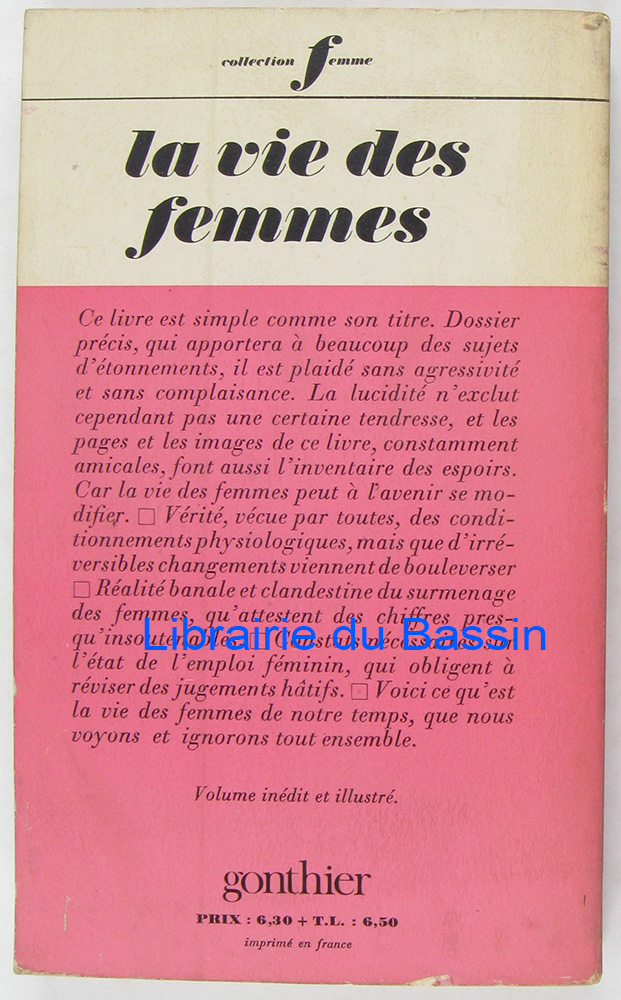 collection femme
la vie des
femmes
Ce livre est simple comme son titre. Dossier
précis, qui apportera à beaucoup des sujets
d'étonnements, il est plaidé sans agressivité
et sans complaisance. La lucidité n'exclut
cependant pas une certaine tendresse, et les
pages et les images de ce livre, constamment
amicales, font aussi l'inventaire des espoirs.
Car la vie des femmes peut à l'avenir se mo-
difier. □ Vérité, vécue par toutes, des condi-
tionnements physiologiques, mais que d'irré-
versibles changements viennent de bouleverser
□ Réalité banale et clandestine du surmenage
des femmes, qu'attestent des chiffres pres-
qu'insoutenables. □ Constats nécessaires sur
Librairie du Bassin
l'état de l'emploi féminin, qui obligent à
réviser des jugements hâtifs. □ Voici ce qu'est
la vie des femmes de notre temps, que nous
voyons et ignorons tout ensemble.
Volume inédit et illustré.
gonthier
PRIX : 6,30 + T.L. : 6,50
imprimé en france